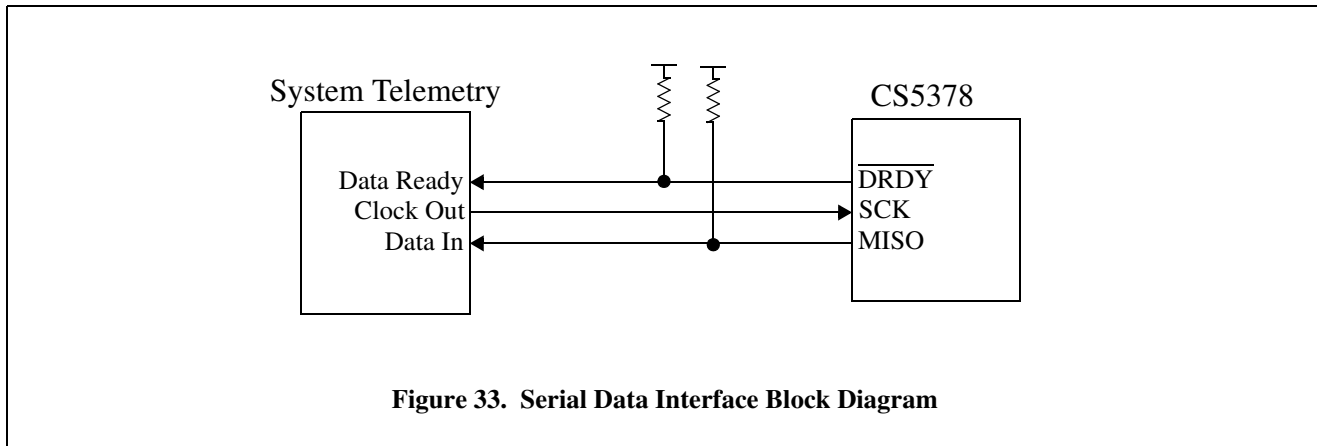 System Telemetry
CS5378
Data Ready
DRDY
Clock Out
SCK
Data In
MISO
Figure 33. Serial Data Interface Block Diagram